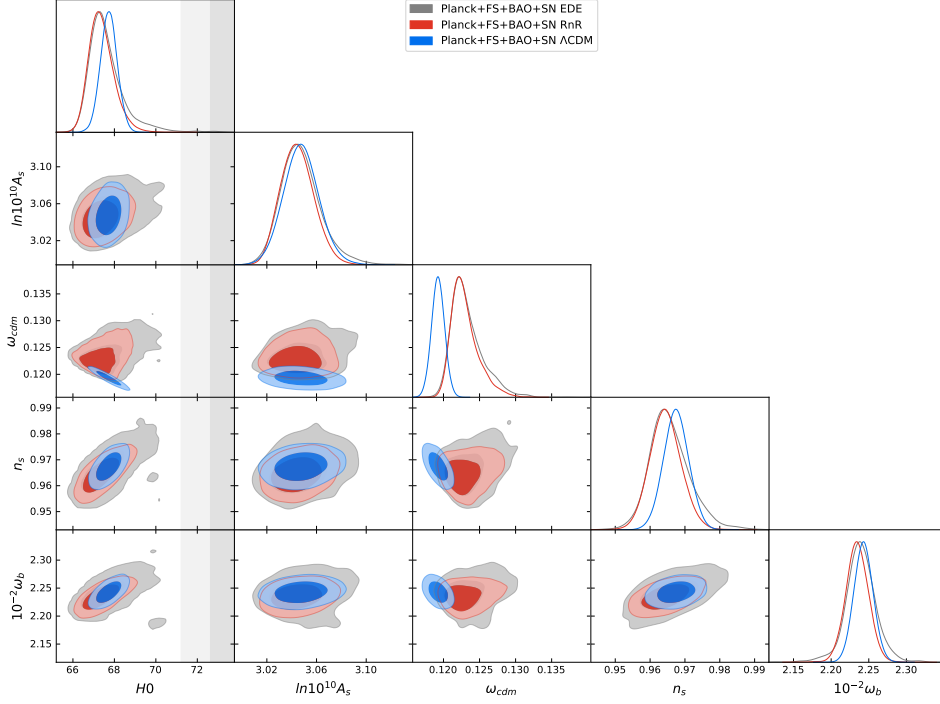 Planck+FS+BAO+SN EDE
Planck+FS+BAO+SN RnR
Planck+FS+BAO+SN ΛCDM
ln10¹⁰Aₛ
3.10
3.06
3.02
ω_cdm
0.135
0.130
0.125
0.120
nₛ
0.99
0.98
0.97
0.96
0.95
10⁻²ω_b
2.30
2.25
2.20
2.15
66 68 70 72
3.02 3.06 3.10
0.120 0.125 0.130 0.135
0.95 0.96 0.97 0.98 0.99
2.15 2.20 2.25 2.30
H0
ln10¹⁰Aₛ
ω_cdm
nₛ
10⁻²ω_b